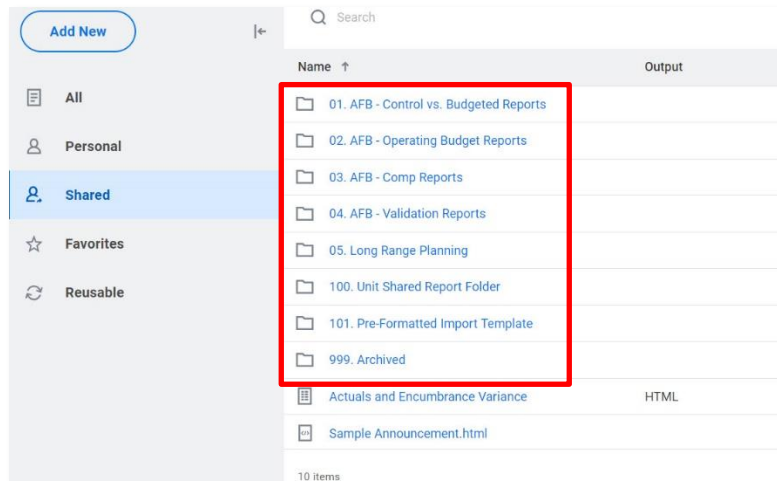 Add New
Search
Name ↑ Output
All
Personal
Shared
Favorites
Reusable
01. AFB - Control vs. Budgeted Reports
02. AFB - Operating Budget Reports
03. AFB - Comp Reports
04. AFB - Validation Reports
05. Long Range Planning
100. Unit Shared Report Folder
101. Pre-Formatted Import Template
999. Archived
Actuals and Encumbrance Variance HTML
Sample Announcement.html
10 items